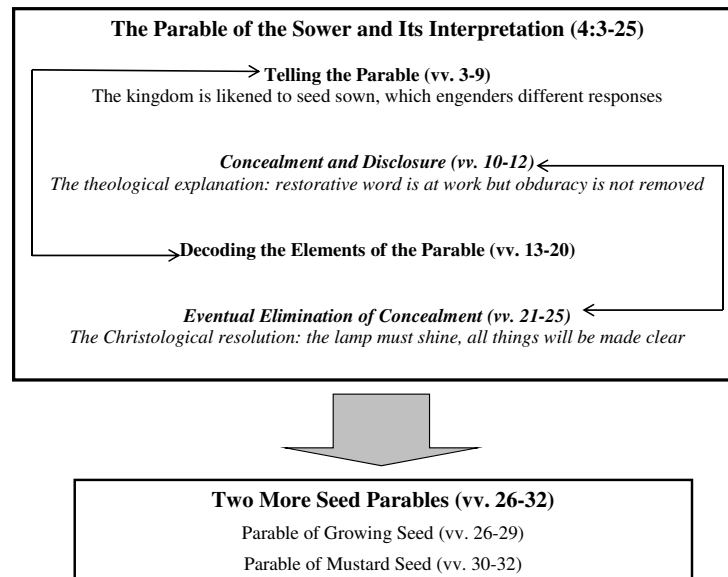 The Parable of the Sower and Its Interpretation (4:3-25)
Telling the Parable (vv. 3-9)
The kingdom is likened to seed sown, which engenders different responses
Concealment and Disclosure (vv. 10-12)
The theological explanation: restorative word is at work but obduracy is not removed
Decoding the Elements of the Parable (vv. 13-20)
Eventual Elimination of Concealment (vv. 21-25)
The Christological resolution: the lamp must shine, all things will be made clear
Two More Seed Parables (vv. 26-32)
Parable of Growing Seed (vv. 26-29)
Parable of Mustard Seed (vv. 30-32)